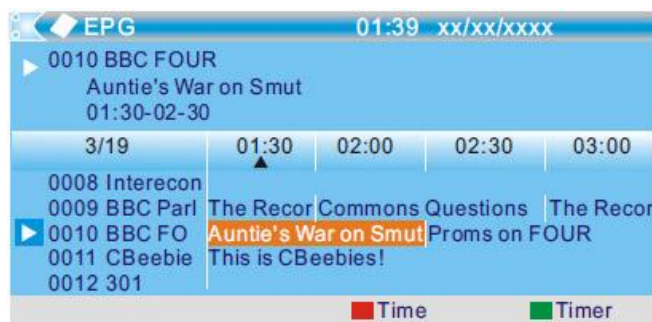 EPG 01:39 xx/xx/xxxx
0010 BBC FOUR
Auntie's War on Smut
01:30-02-30
3/19 01:30 02:00 02:30 03:00
0008 Interecon
0009 BBC Parl The Recor Commons Questions The Recor
0010 BBC FO Auntie's War on Smut Proms on FOUR
0011 CBeebie This is CBeebies!
0012 301
Time Timer